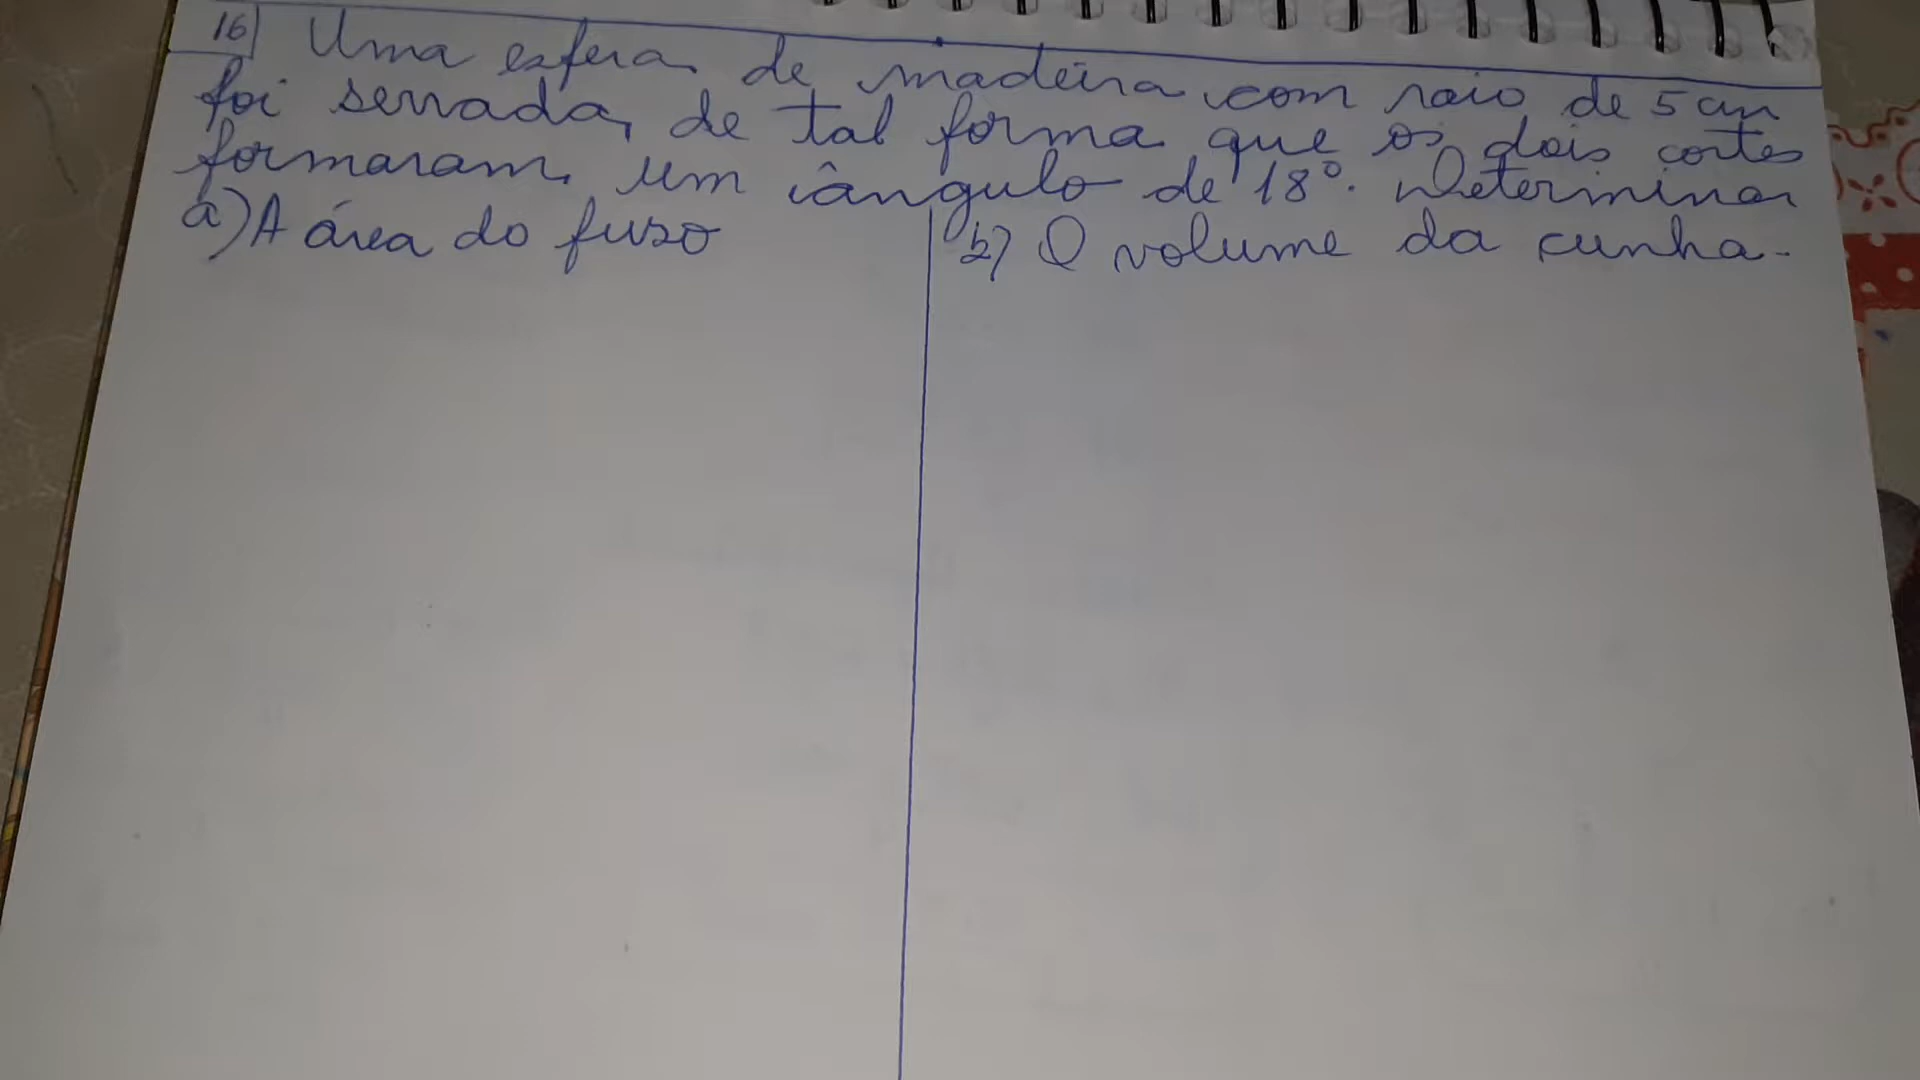 16) Uma esfera de madeira com raio de 5 cm
foi serrada, de tal forma que os dois cortes
formaram um ângulo de 18°. Determinar
a) A área do fuso
b) O volume da cunha.